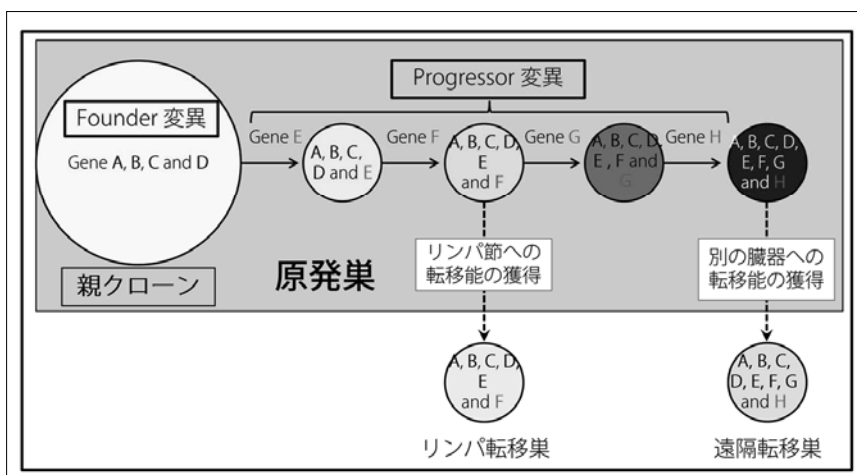 Progressor 変異
Founder 変異
Gene A, B, C and D
Gene E
Gene F
Gene G
Gene H
A, B, C,
D and E
A, B, C, D,
E
and F
A, B, C, D,
E , F and
G
A, B, C, D,
E, F, G
and H
親クローン
原発巣
リンパ節への
転移能の獲得
別の臓器への
転移能の獲得
A, B, C, D,
E
and F
A, B, C,
D, E, F, G
and H
リンパ転移巣
遠隔転移巣